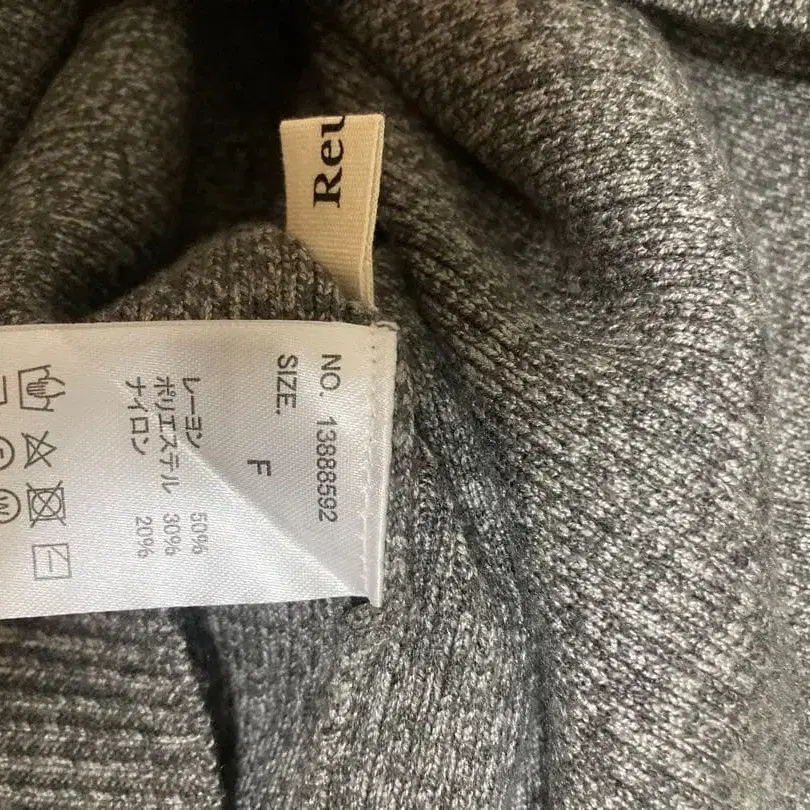 Reu
NO. 13888592
SIZE.
F
レーヨン 50%
ポリエステル 30%
ナイロン 20%
W